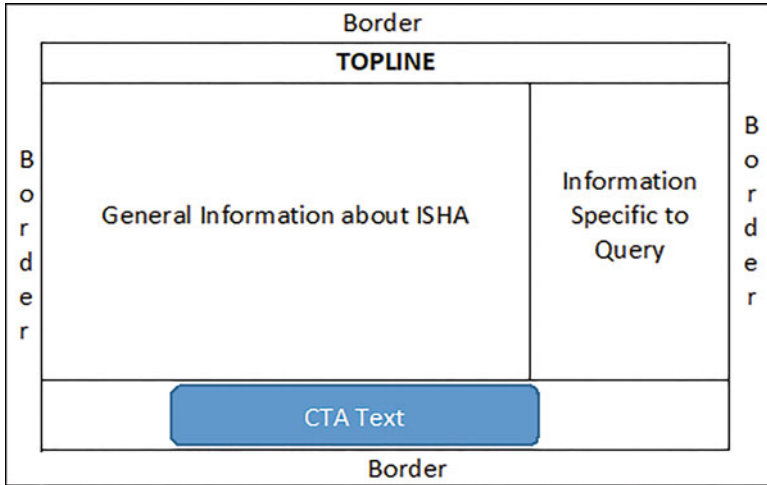 Border
TOPLINE
Border
General Information about ISHA
Information
Specific to
Query
Border
CTA Text
Border